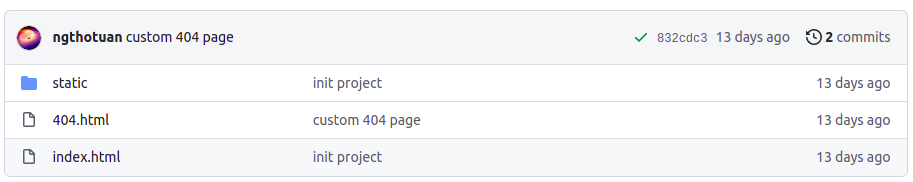 ngthotuan custom 404 page 832cdc3 13 days ago 2 commits
static init project 13 days ago
404.html custom 404 page 13 days ago
index.html init project 13 days ago